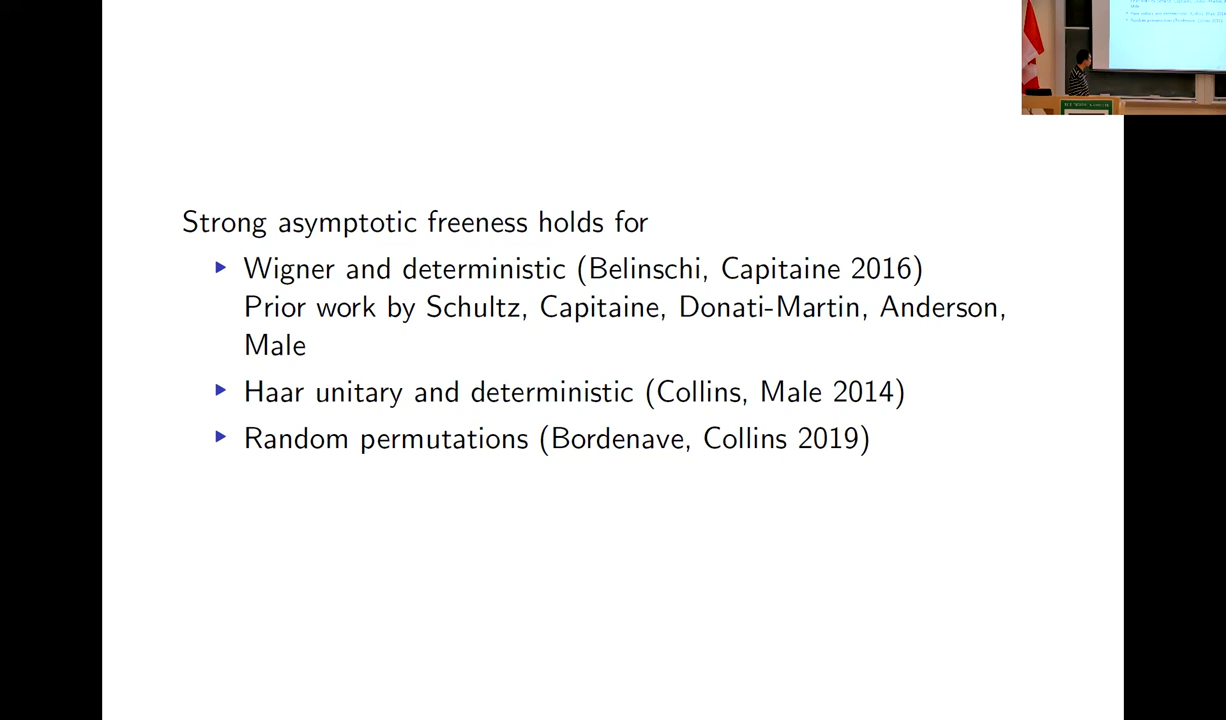 Strong asymptotic freeness holds for
Wigner and deterministic (Belinschi, Capitaine 2016)
Prior work by Schultz, Capitaine, Donati-Martin, Anderson,
Male
Haar unitary and deterministic (Collins, Male 2014)
Random permutations (Bordenave, Collins 2019)